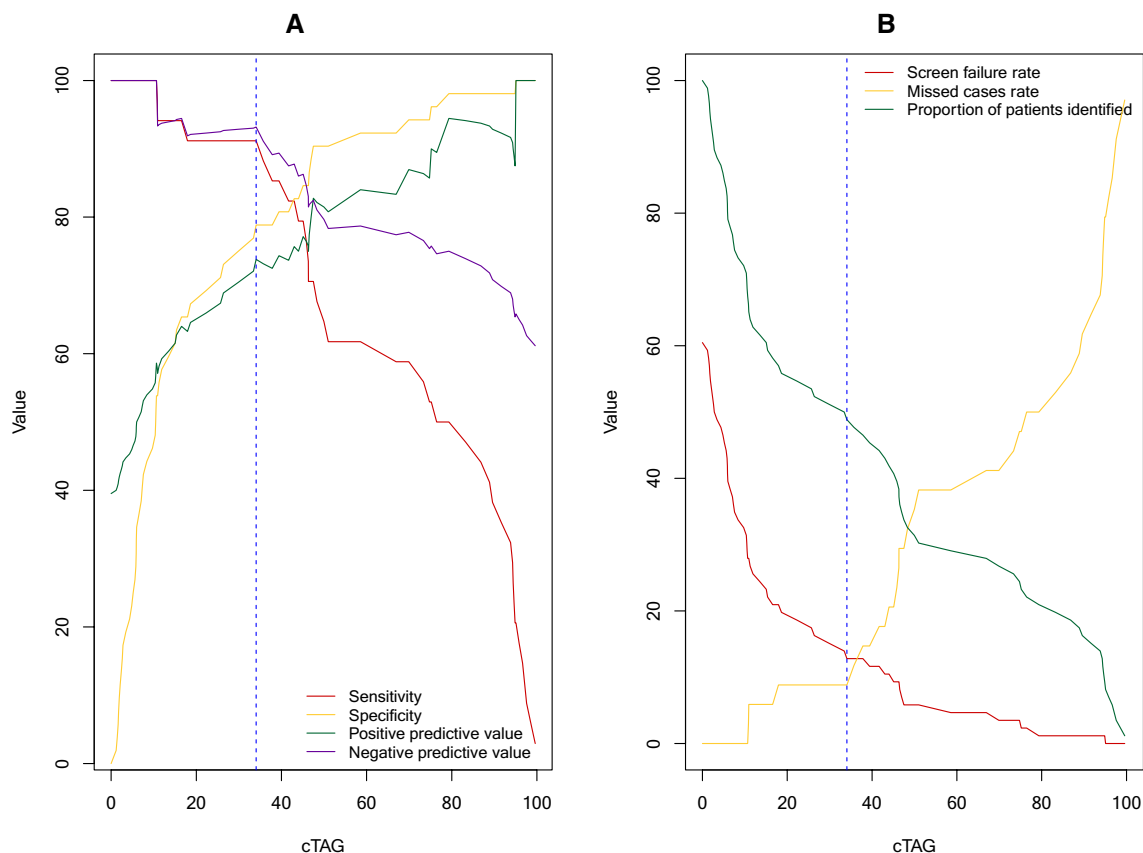 A
B
100
80
60
40
20
0
Value
Sensitivity
Specificity
Positive predictive value
Negative predictive value
0 20 40 60 80 100
cTAG
100
80
60
40
20
0
Value
Screen failure rate
Missed cases rate
Proportion of patients identified
0 20 40 60 80 100
cTAG